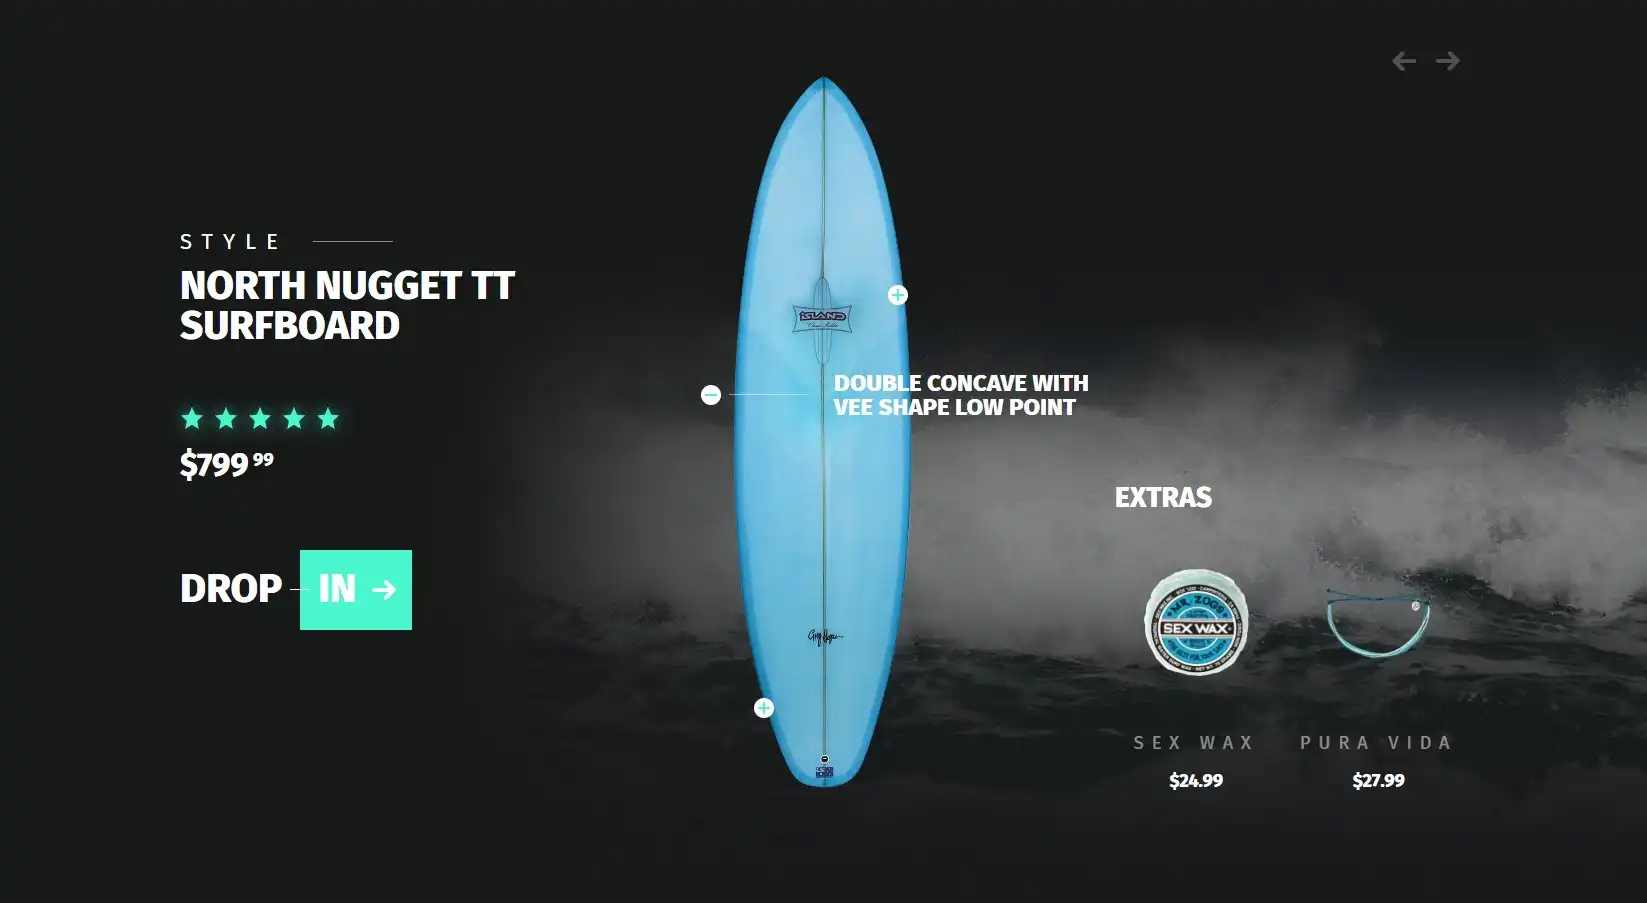 STYLE
NORTH NUGGET TT
SURFBOARD
$799 99
DROP IN
ISLAND
DOUBLE CONCAVE WITH
VEE SHAPE LOW POINT
EXTRAS
MR. ZOGS
SEX WAX
SEX WAX
$24.99
PURA VIDA
$27.99